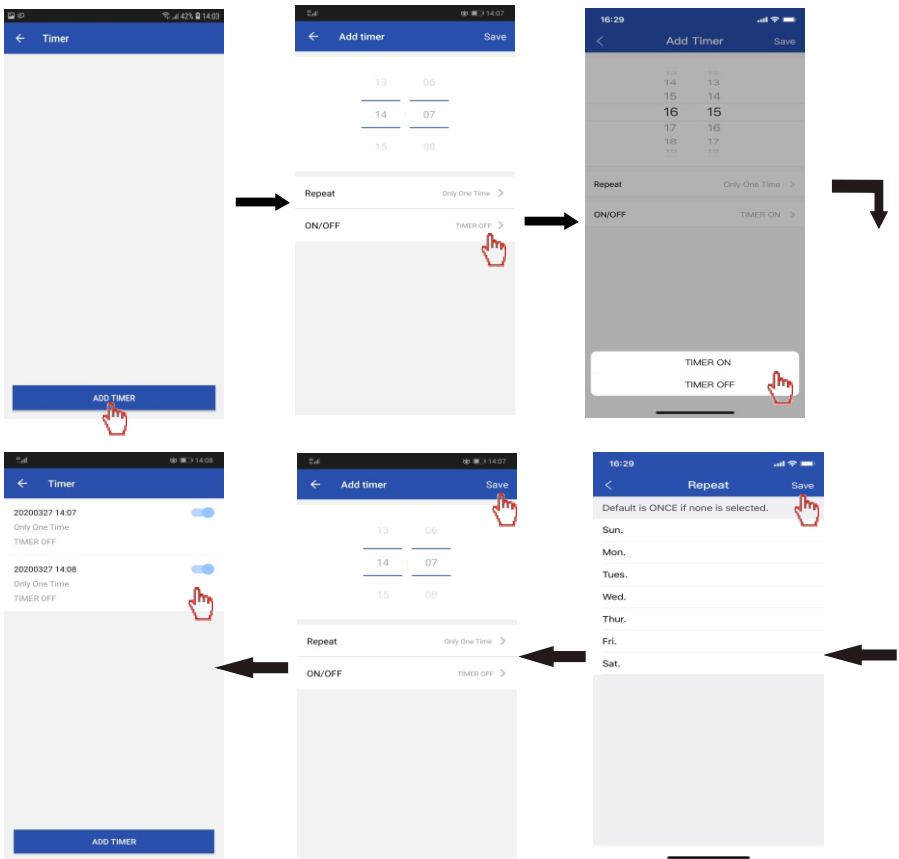 42% 14:03
Timer
ADD TIMER
14:07
Add timer Save
13 06
14 : 07
15 08
Repeat Only One Time
ON/OFF TIMER OFF
16:29
Add Timer Save
14 13
15 14
16 15
17 16
18 17
Repeat Only One Time
ON/OFF TIMER ON
TIMER ON
TIMER OFF
14:08
Timer
20200327 14:07
Only One Time
TIMER OFF
20200327 14:08
Only One Time
TIMER OFF
ADD TIMER
14:07
Add timer Save
13 06
14 : 07
15 08
Repeat Only One Time
ON/OFF TIMER OFF
16:29
Repeat Save
Default is ONCE if none is selected.
Sun.
Mon.
Tues.
Wed.
Thur.
Fri.
Sat.